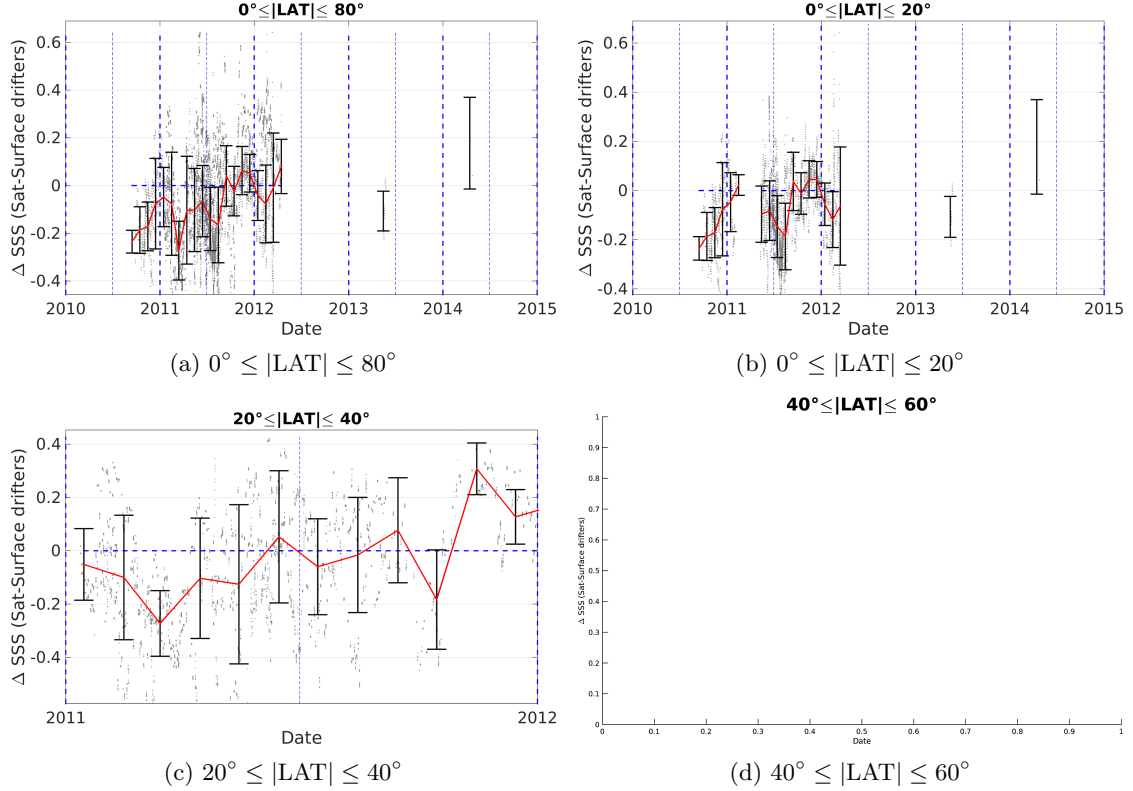 0°≤|LAT|≤ 80°
Δ SSS (Sat-Surface drifters)
0.6
0.4
0.2
0
-0.2
-0.4
2010 2011 2012 2013 2014 2015
Date
(a) 0° ≤ |LAT| ≤ 80°
0°≤|LAT|≤ 20°
Δ SSS (Sat-Surface drifters)
0.6
0.4
0.2
0
-0.2
-0.4
2010 2011 2012 2013 2014 2015
Date
(b) 0° ≤ |LAT| ≤ 20°
20°≤|LAT|≤ 40°
Δ SSS (Sat-Surface drifters)
0.4
0.2
0
-0.2
-0.4
2011 2012
Date
(c) 20° ≤ |LAT| ≤ 40°
40°≤|LAT|≤ 60°
Δ SSS (Sat-Surface drifters)
1
0.9
0.8
0.7
0.6
0.5
0.4
0.3
0.2
0.1
0
0 0.1 0.2 0.3 0.4 0.5 0.6 0.7 0.8 0.9 1
Date
(d) 40° ≤ |LAT| ≤ 60°